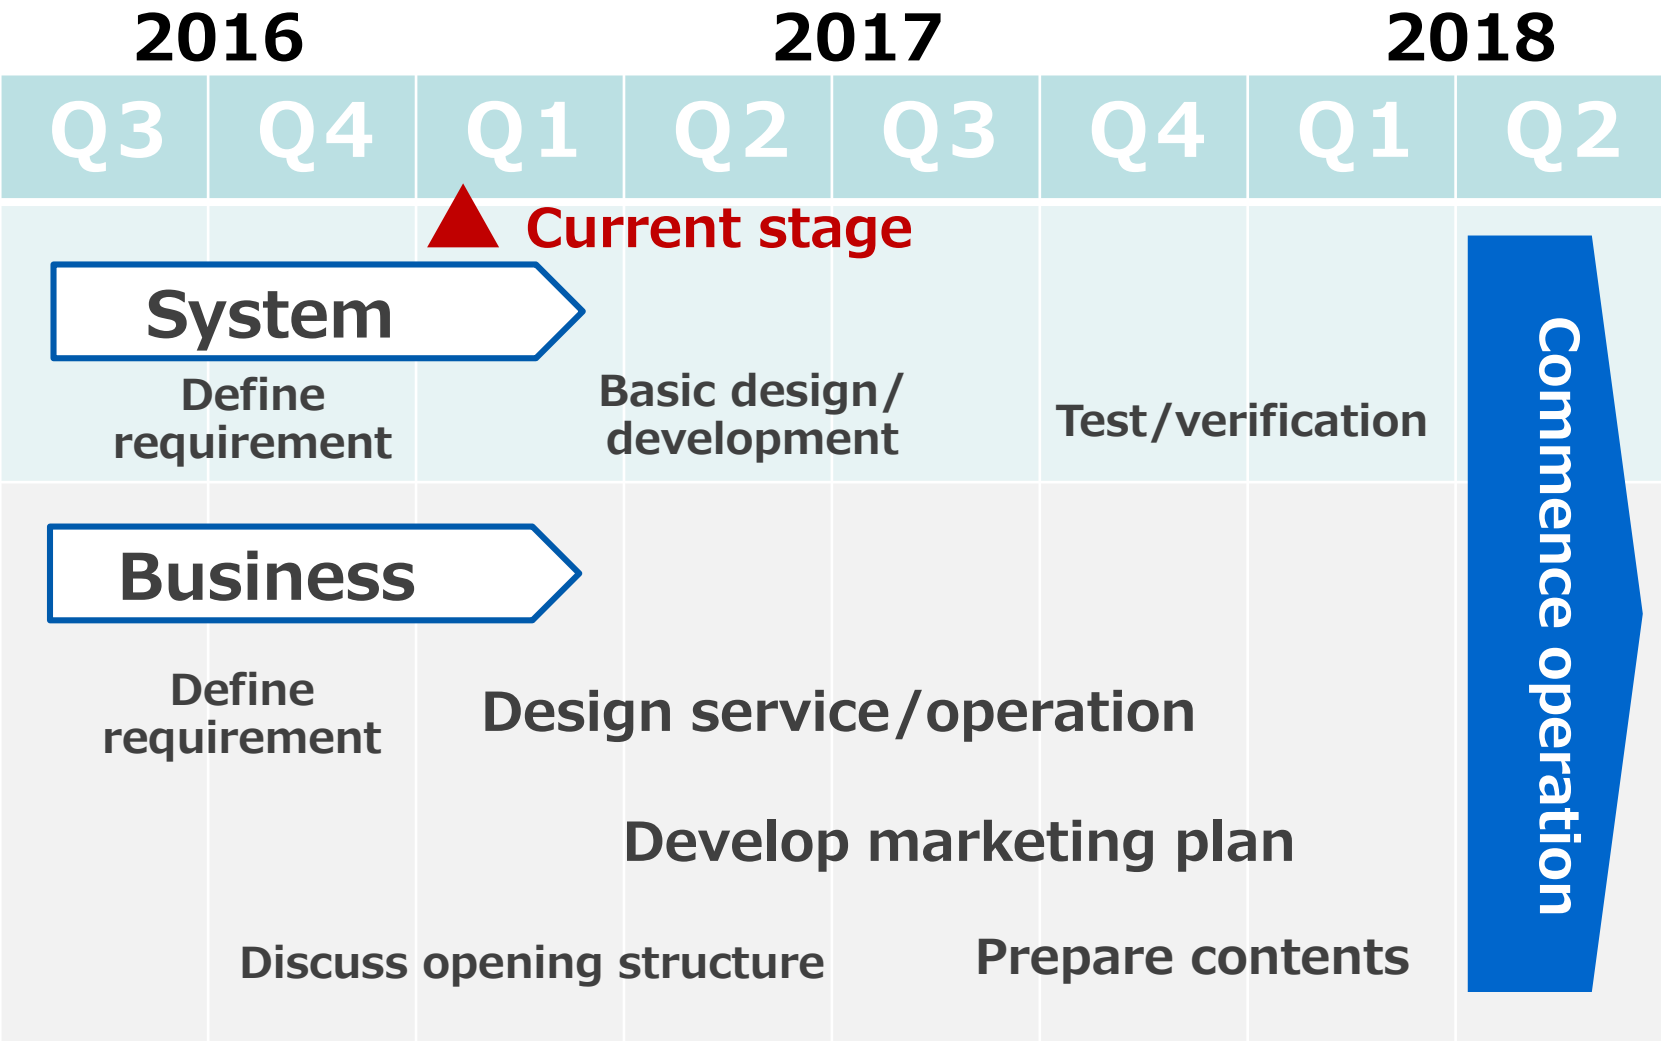 2016 2017 2018
Q3 Q4 Q1 Q2 Q3 Q4 Q1 Q2
Current stage
System
Define
requirement
Basic design/
development
Test/verification
Business
Define
requirement
Design service/operation
Develop marketing plan
Discuss opening structure
Prepare contents
Commence operation